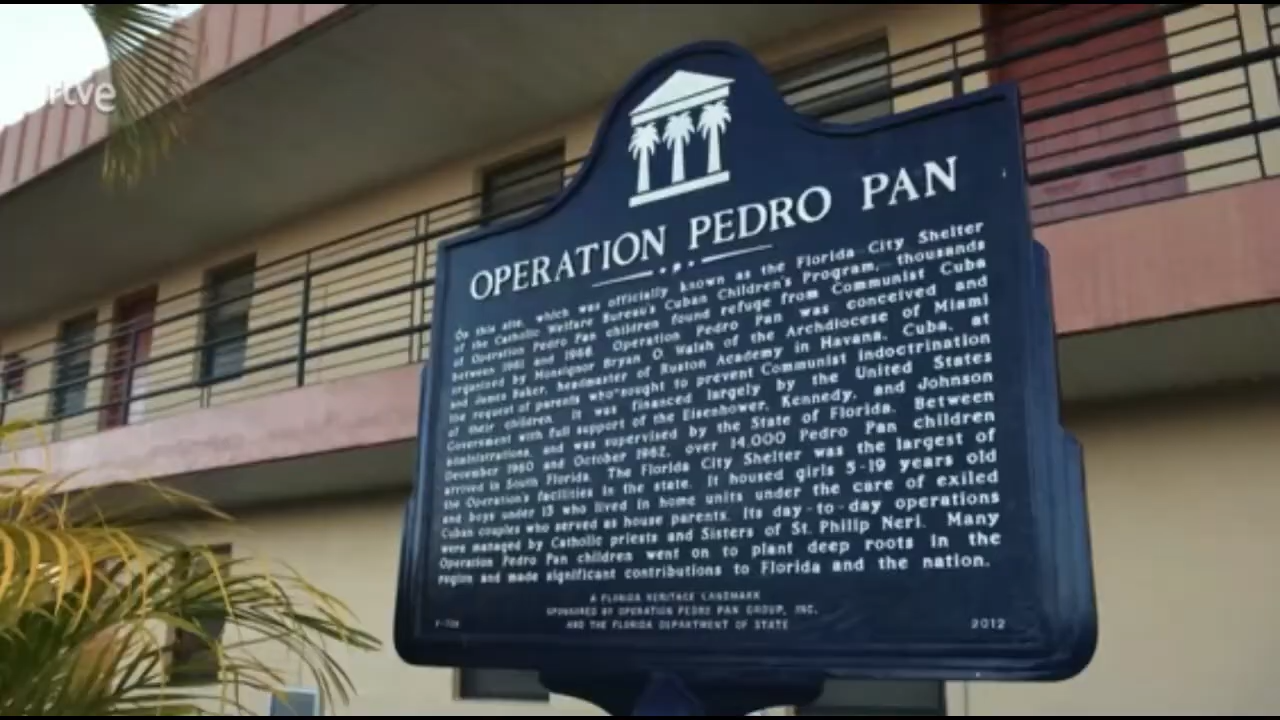 rtve
OPERATION PEDRO PAN
On this site, which was officially known as the Florida City Shelter
of the Catholic Welfare Bureau's Cuban Children's Program, thousands
of Operation Pedro Pan children found refuge from Communist Cuba
between 1961 and 1966. Operation Pedro Pan was conceived and
organized by Monsignor Bryan O. Walsh of the Archdiocese of Miami
and James Baker, headmaster of Ruston Academy in Havana, Cuba, at
the request of parents who sought to prevent Communist indoctrination
of their children. It was financed largely by the United States
Government with full support of the Eisenhower, Kennedy, and Johnson
administrations, and was supervised by the State of Florida. Between
December 1960 and October 1962, over 14,000 Pedro Pan children
arrived in South Florida. The Florida City Shelter was the largest of
the Operation's facilities in the state. It housed girls 5-19 years old
and boys under 13 who lived in home units under the care of exiled
Cuban couples who served as house parents. Its day-to-day operations
were managed by Catholic priests and Sisters of St. Philip Neri. Many
Operation Pedro Pan children went on to plant deep roots in the
region and made significant contributions to Florida and the nation.
A FLORIDA HERITAGE LANDMARK
SPONSORED BY OPERATION PEDRO PAN GROUP, INC.
AND THE FLORIDA DEPARTMENT OF STATE
2012